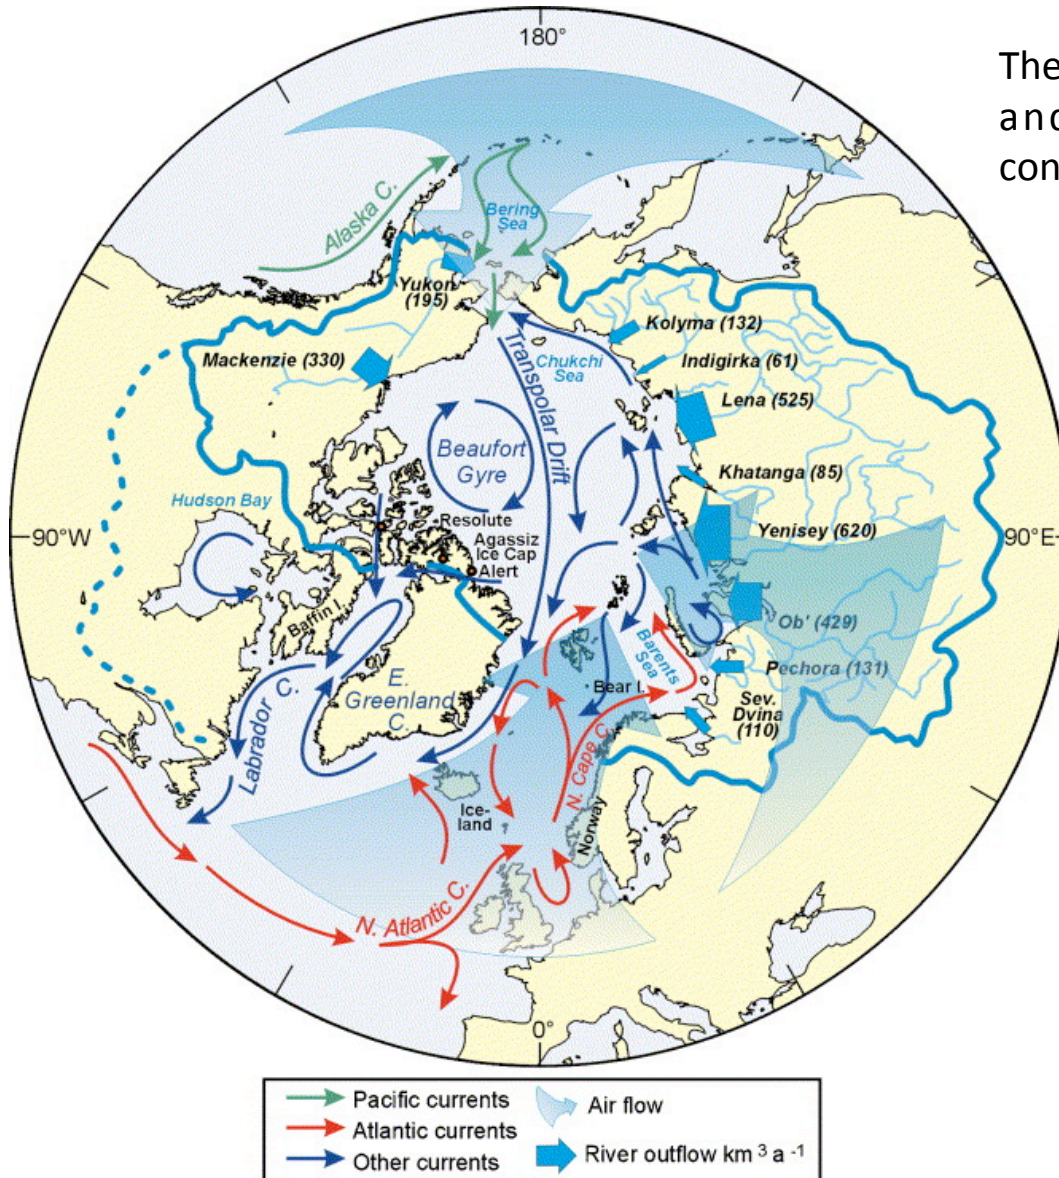 180°
The
and
con
Alaska C.
Bering
Sea
Yukon
(195)
Kolyma (132)
Mackenzie (330)
Transpolar Drift
Chukchi
Sea
Indigirka (61)
Lena (525)
Beaufort
Gyre
Khatanga (85)
Hudson Bay
Resolute
Yenisey (620)
90°W
Agassiz
Ice Cap
90°E
Alert
Baffin I.
Ob' (429)
Barents
Sea
Pechora (131)
E.
Greenland
C.
Bear I.
Sev.
Dvina
(110)
Labrador C.
N. Cape C.
Ice-
land
Norway
N. Atlantic C.
0°
Pacific currents
Air flow
Atlantic currents
Other currents
River outflow km ³ a ⁻¹